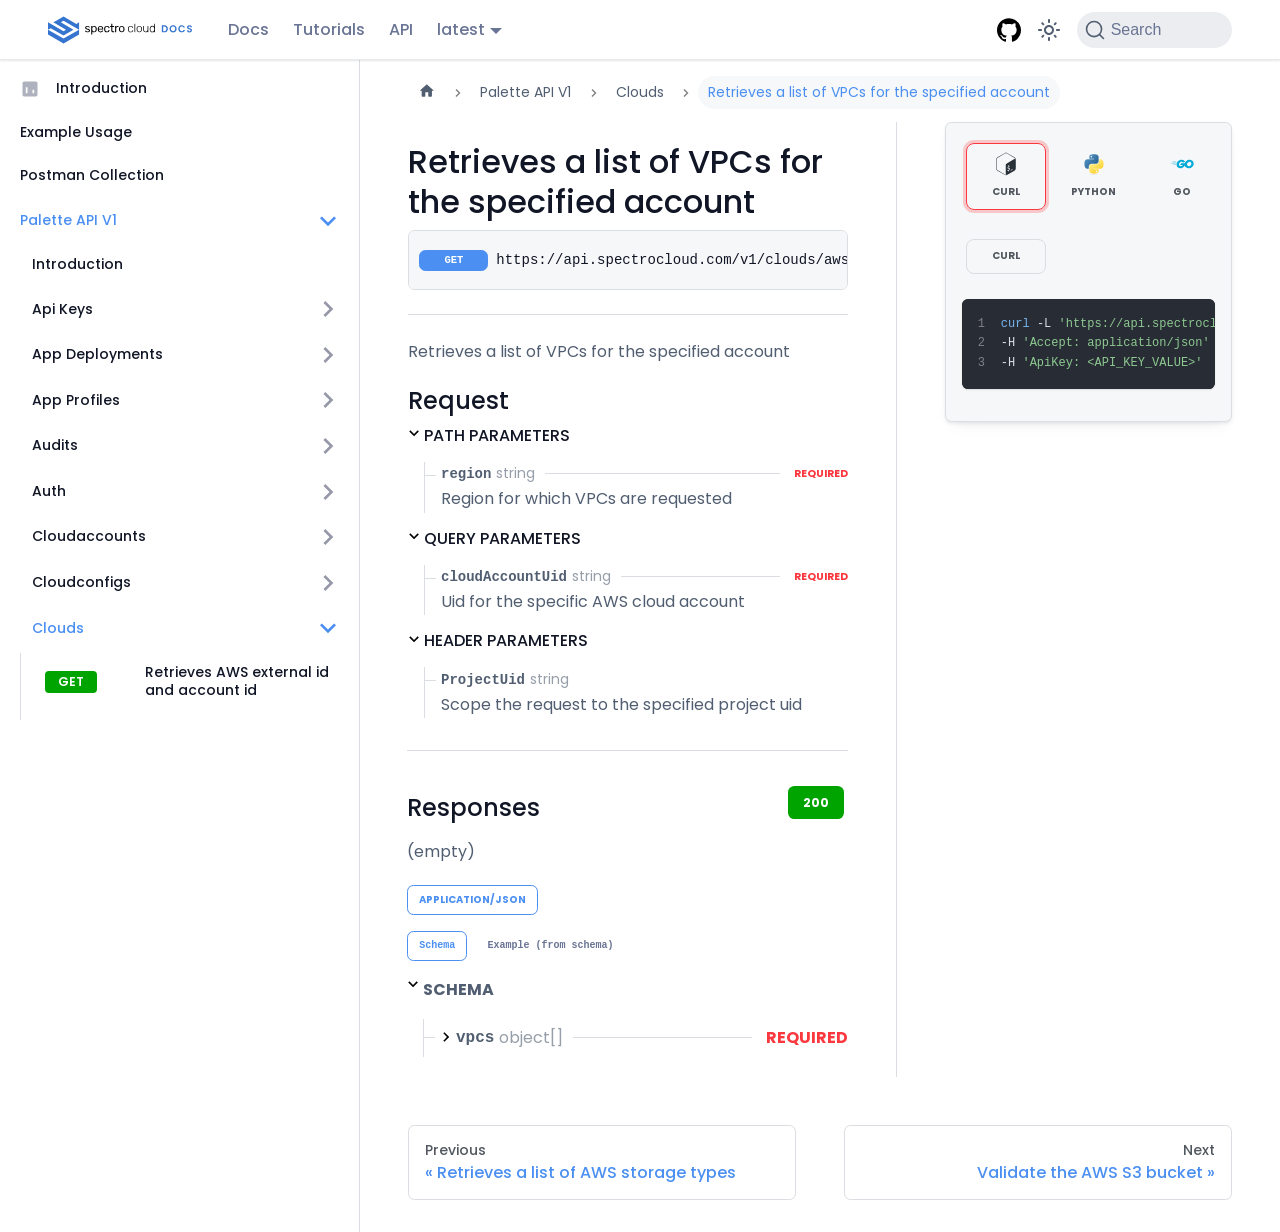 spectro cloud DOCS
Docs
Tutorials
API
latest
Search
Introduction
Example Usage
Postman Collection
Palette API V1
Introduction
Api Keys
App Deployments
App Profiles
Audits
Auth
Cloudaccounts
Cloudconfigs
Clouds
GET
Retrieves AWS external id
and account id
Palette API V1
Clouds
Retrieves a list of VPCs for the specified account
Retrieves a list of VPCs for
the specified account
GET https://api.spectrocloud.com/v1/clouds/aws
Retrieves a list of VPCs for the specified account
Request
PATH PARAMETERS
region string REQUIRED
Region for which VPCs are requested
QUERY PARAMETERS
cloudAccountUid string REQUIRED
Uid for the specific AWS cloud account
HEADER PARAMETERS
ProjectUid string
Scope the request to the specified project uid
Responses
200
(empty)
APPLICATION/JSON
Schema
Example (from schema)
SCHEMA
vpcs object[] REQUIRED
CURL
PYTHON
GO
CURL
1 curl -L 'https://api.spectrocl
2 -H 'Accept: application/json'
3 -H 'ApiKey: <API_KEY_VALUE>'
Previous
« Retrieves a list of AWS storage types
Next
Validate the AWS S3 bucket »